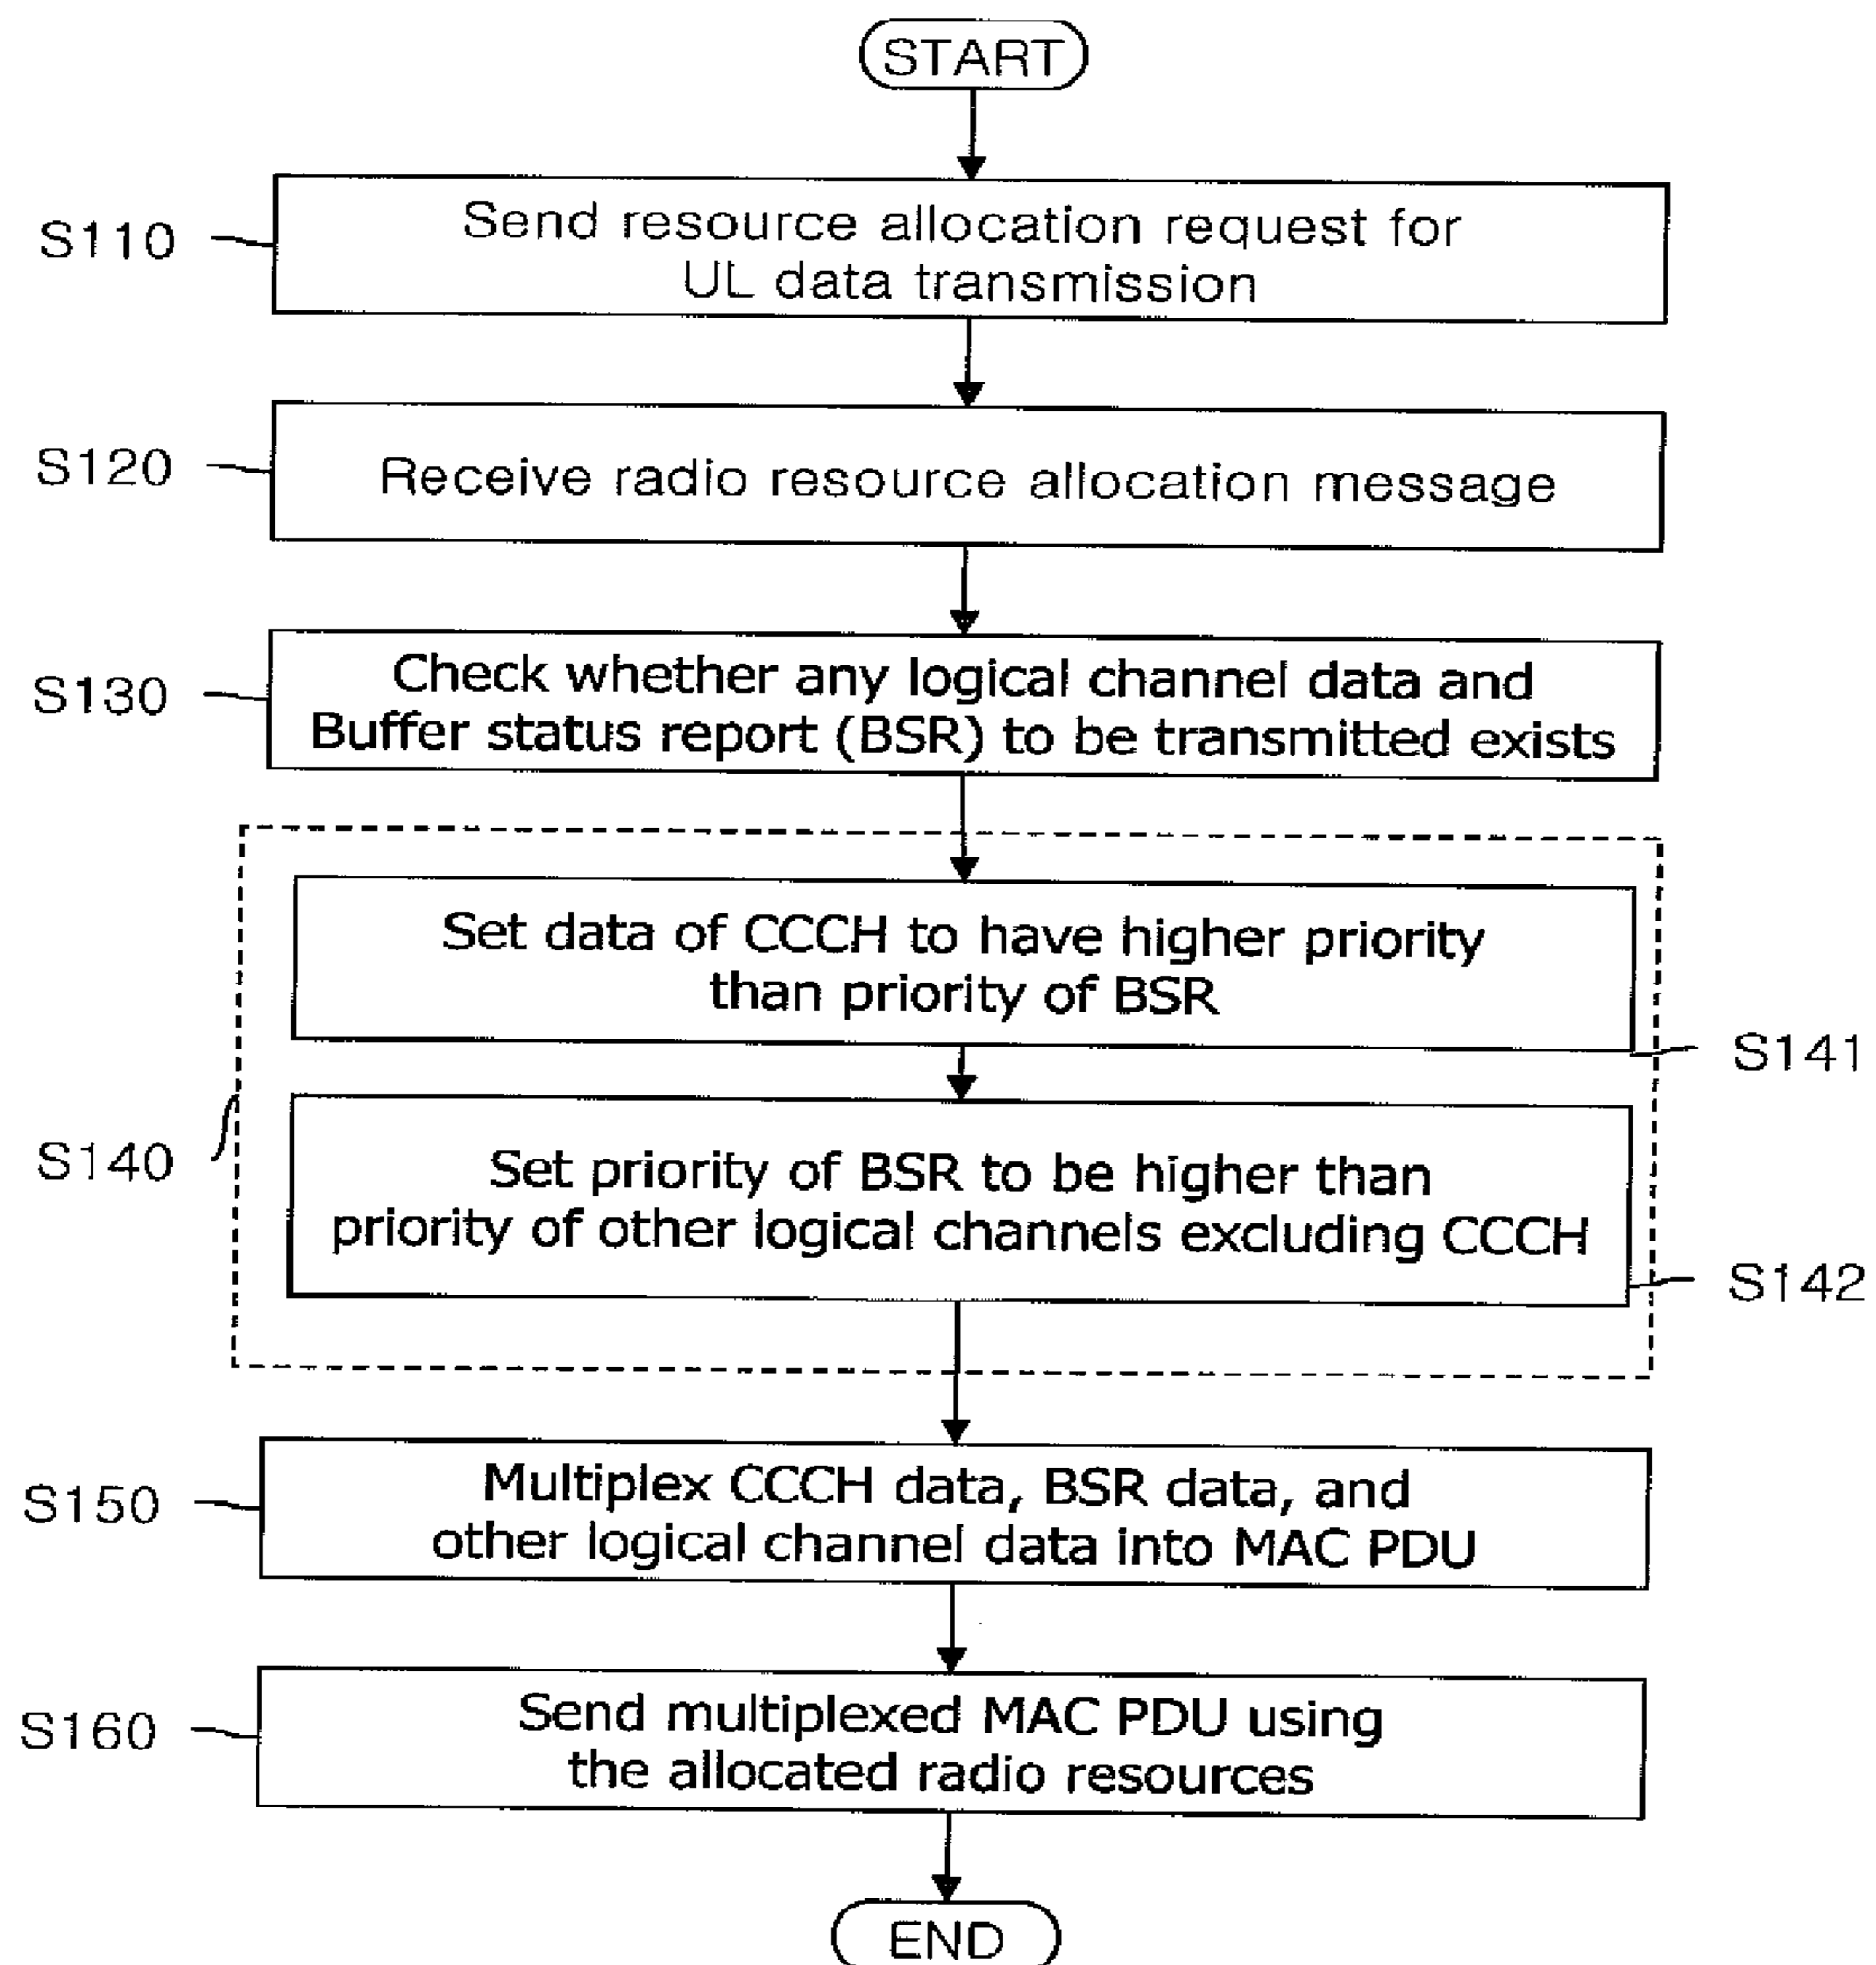 START
S110
Send resource allocation request for
UL data transmission
S120
Receive radio resource allocation message
S130
Check whether any logical channel data and
Buffer status report (BSR) to be transmitted exists
Set data of CCCH to have higher priority
than priority of BSR
S141
S140
Set priority of BSR to be higher than
priority of other logical channels excluding CCCH
S142
S150
Multiplex CCCH data, BSR data, and
other logical channel data into MAC PDU
S160
Send multiplexed MAC PDU using
the allocated radio resources
END